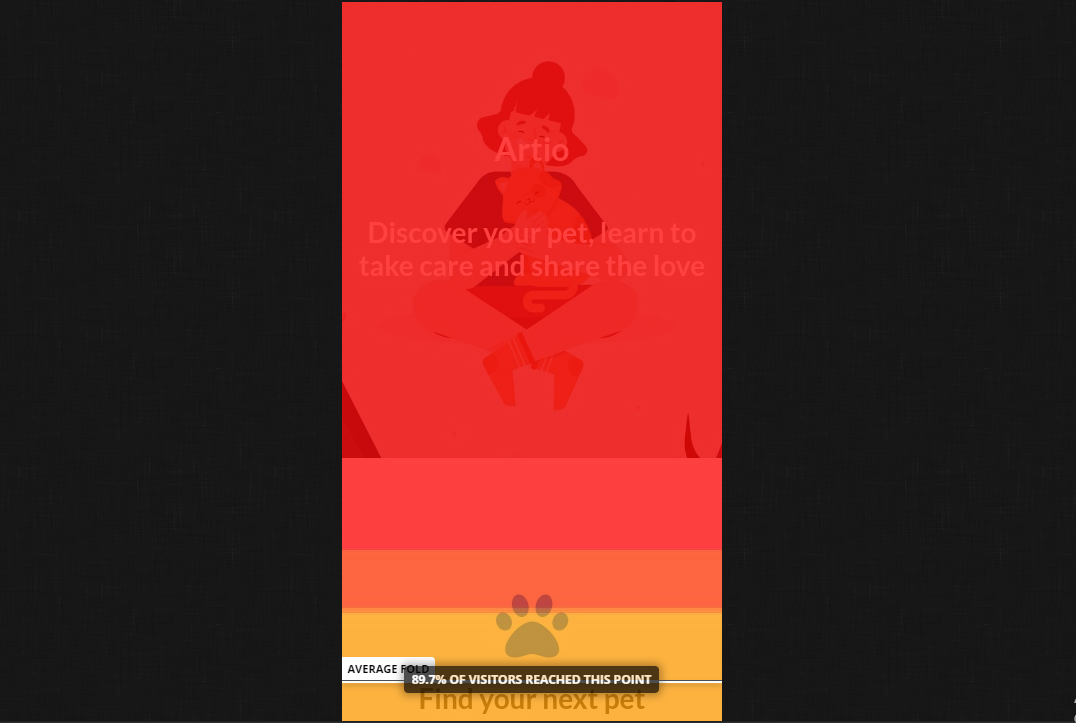 Artio
Discover your pet, learn to
take care and share the love
AVERAGE FOLD
89.7% OF VISITORS REACHED THIS POINT
Find your next pet